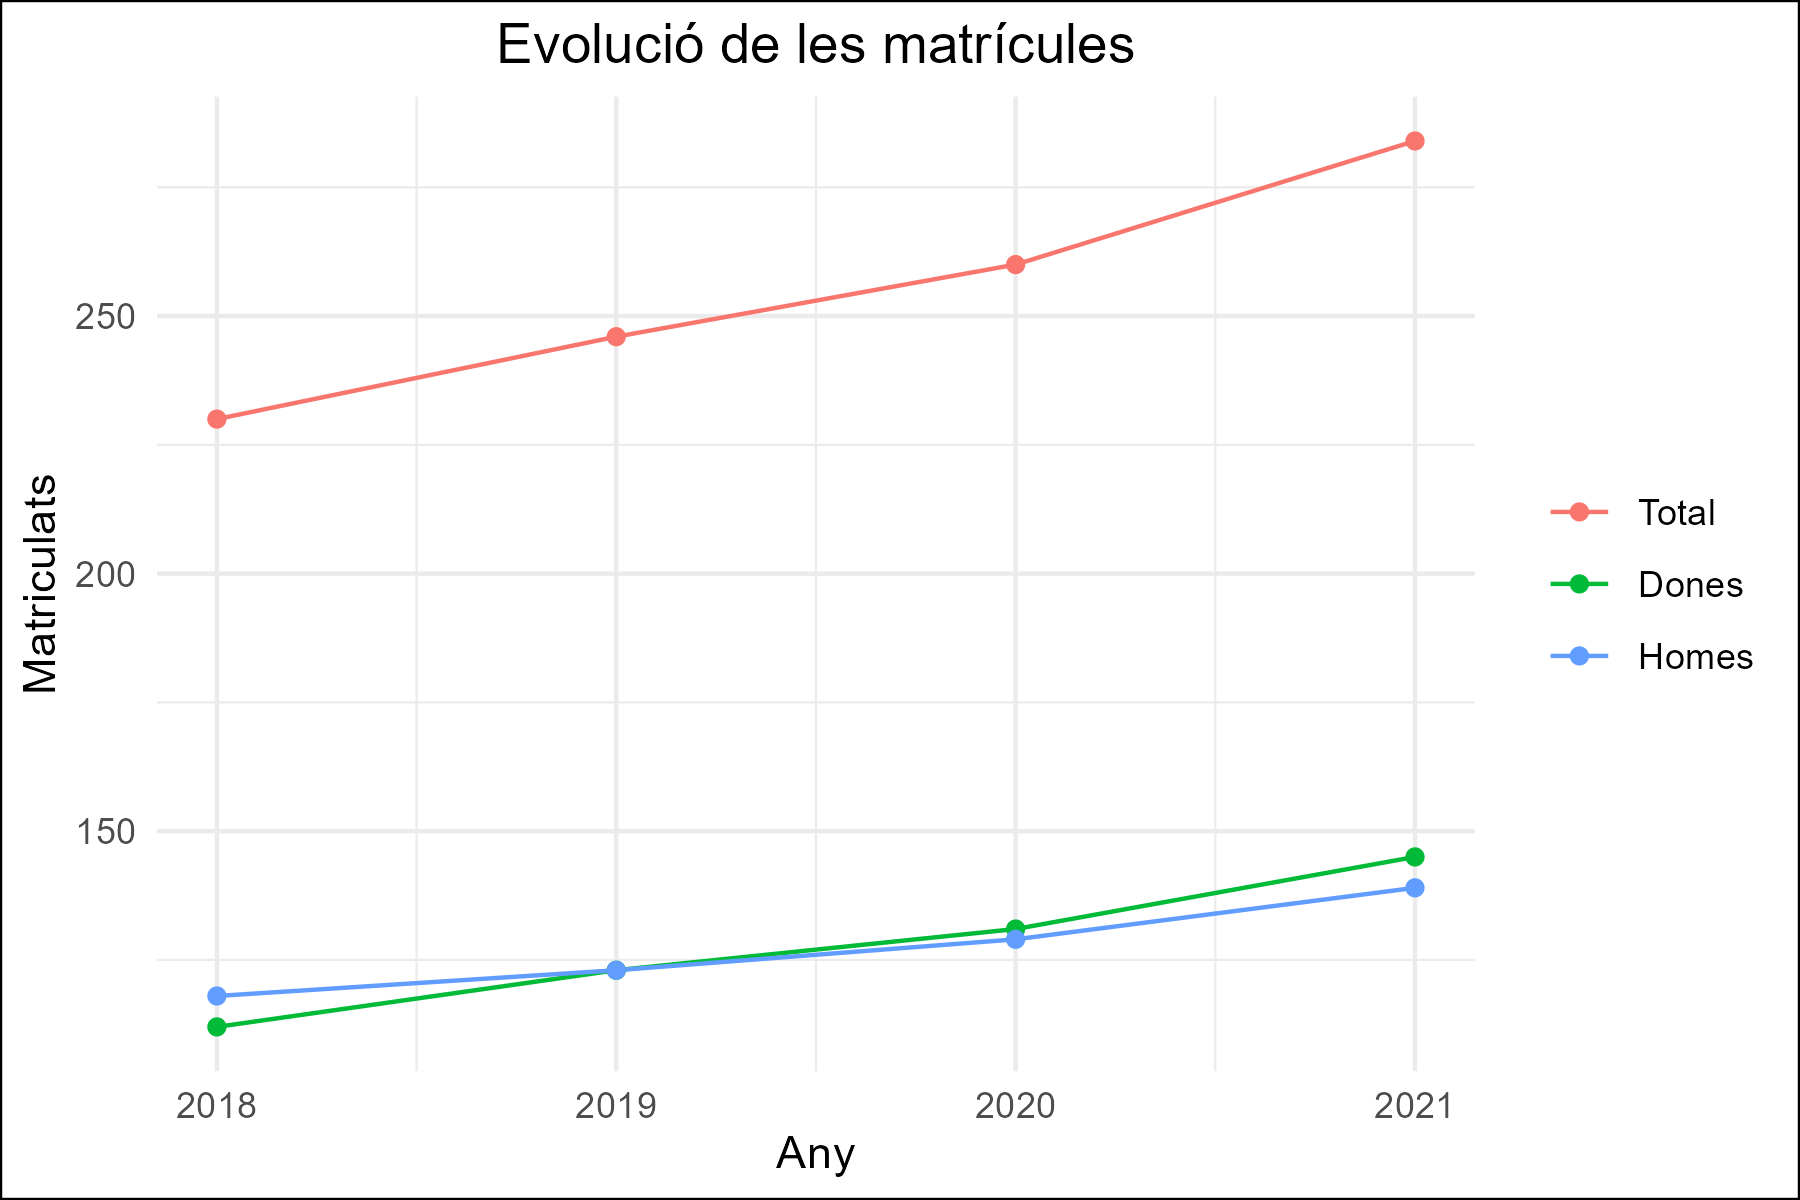 Evolució de les matrícules
Matriculats
250
200
150
2018
2019
2020
2021
Any
Total
Dones
Homes